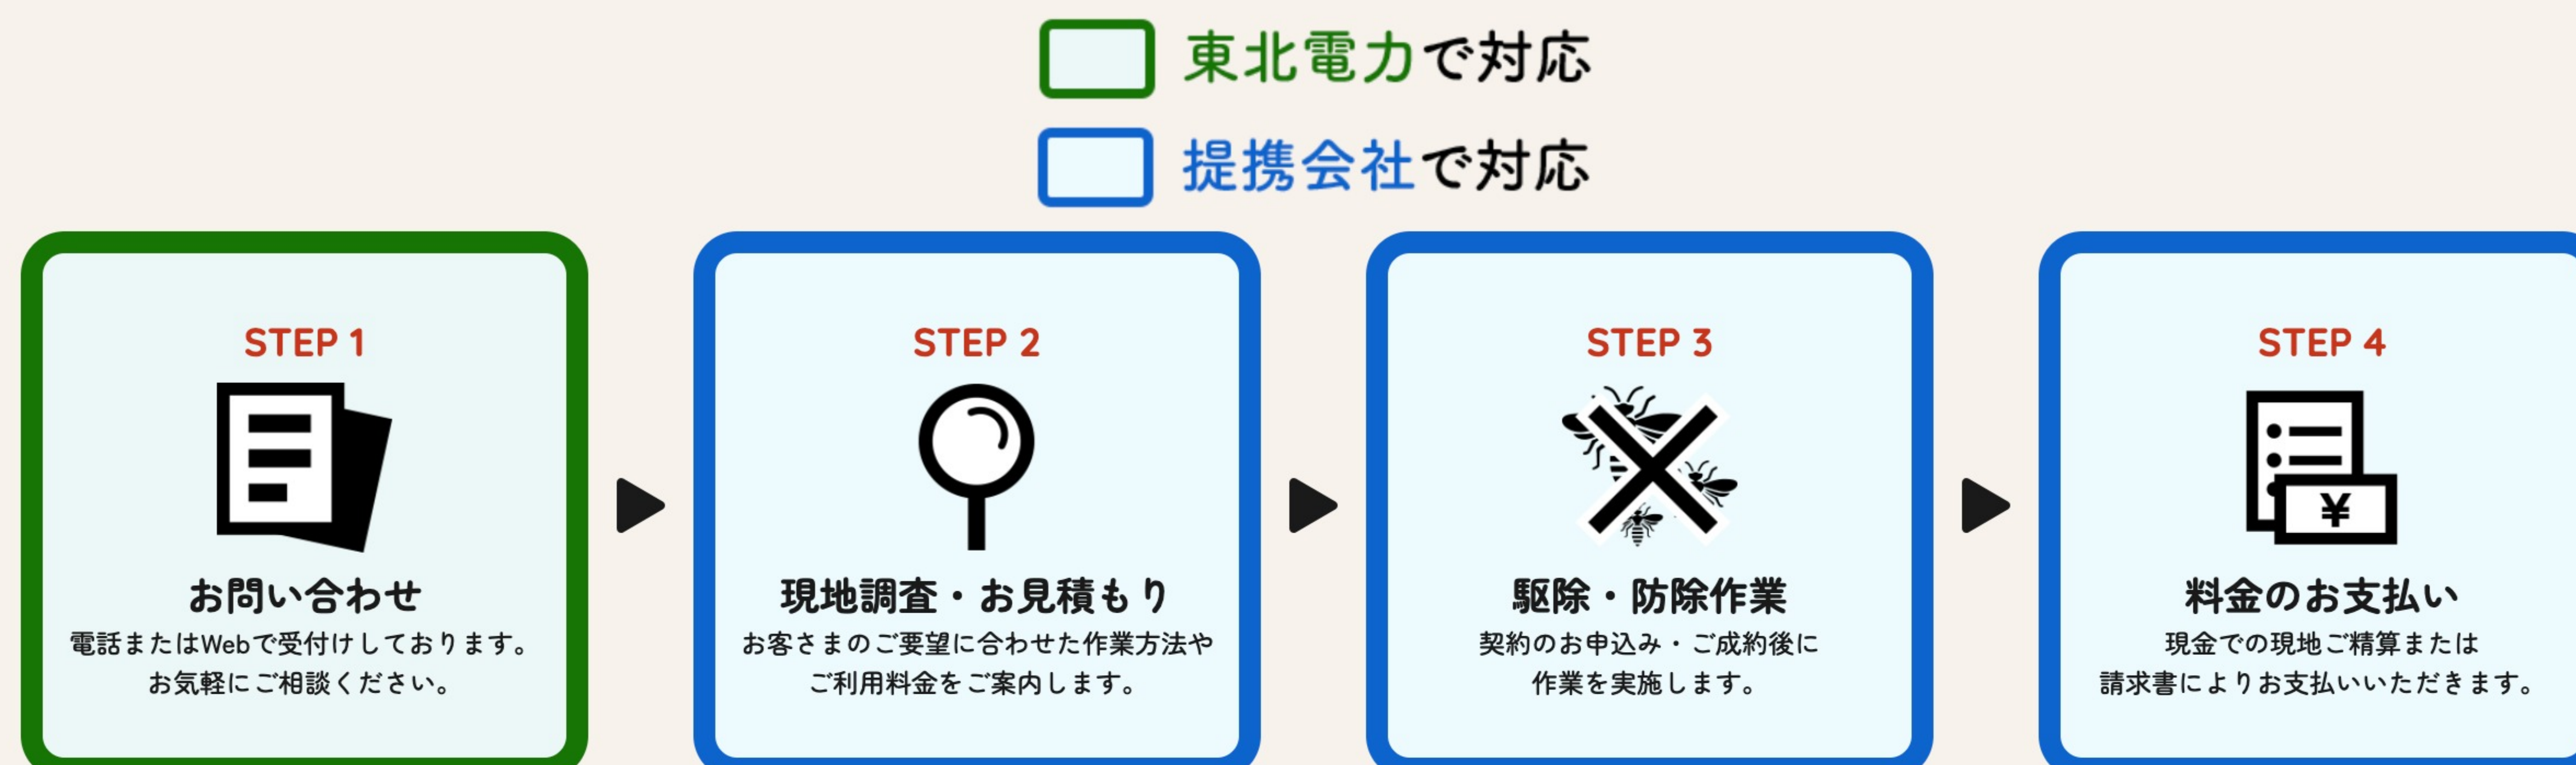 東北電力で対応
提携会社で対応
STEP 1
お問い合わせ
電話またはWebで受付けしております。
お気軽にご相談ください。
STEP 2
現地調査・お見積もり
お客さまのご要望に合わせた作業方法や
ご利用料金をご案内します。
STEP 3
駆除・防除作業
契約のお申込み・ご成約後に
作業を実施します。
STEP 4
¥
料金のお支払い
現金での現地ご精算または
請求書によりお支払いいただきます。